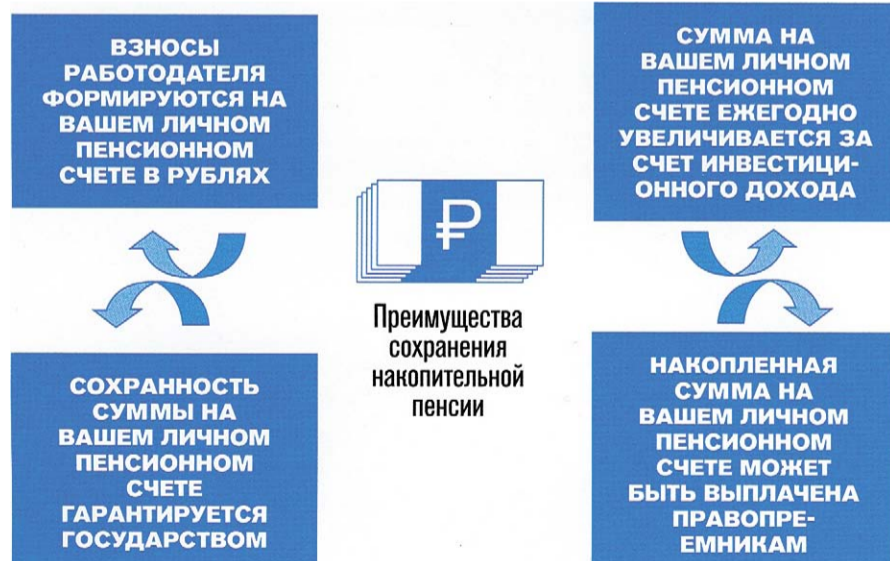 ВЗНОСЫ
РАБОТОДАТЕЛЯ
ФОРМИРУЮТСЯ НА
ВАШЕМ ЛИЧНОМ
ПЕНСИОННОМ
СЧЕТЕ В РУБЛЯХ
СУММА НА
ВАШЕМ ЛИЧНОМ
ПЕНСИОННОМ
СЧЕТЕ ЕЖЕГОДНО
УВЕЛИЧИВАЕТСЯ ЗА
СЧЕТ ИНВЕСТИЦИ-
ОННОГО ДОХОДА
₽
Преимущества
сохранения
накопительной
пенсии
СОХРАННОСТЬ
СУММЫ НА
ВАШЕМ ЛИЧНОМ
ПЕНСИОННОМ
СЧЕТЕ
ГАРАНТИРУЕТСЯ
ГОСУДАРСТВОМ
НАКОПЛЕННАЯ
СУММА НА
ВАШЕМ ЛИЧНОМ
ПЕНСИОННОМ
СЧЕТЕ МОЖЕТ
БЫТЬ ВЫПЛАЧЕНА
ПРАВОПРЕ-
ЕМНИКАМ